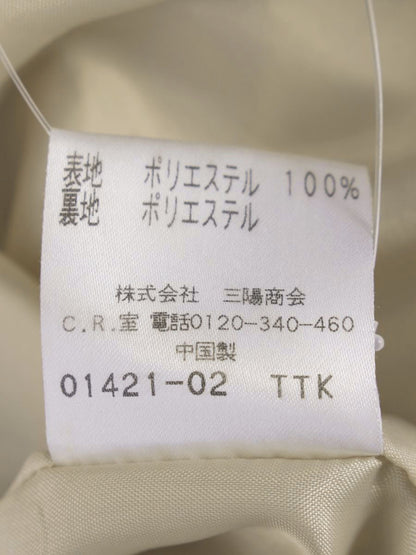 表地 ポリエステル 100%
裏地 ポリエステル
株式会社 三陽商会
C.R.室 電話0120-340-460
中国製
01421-02 TTK